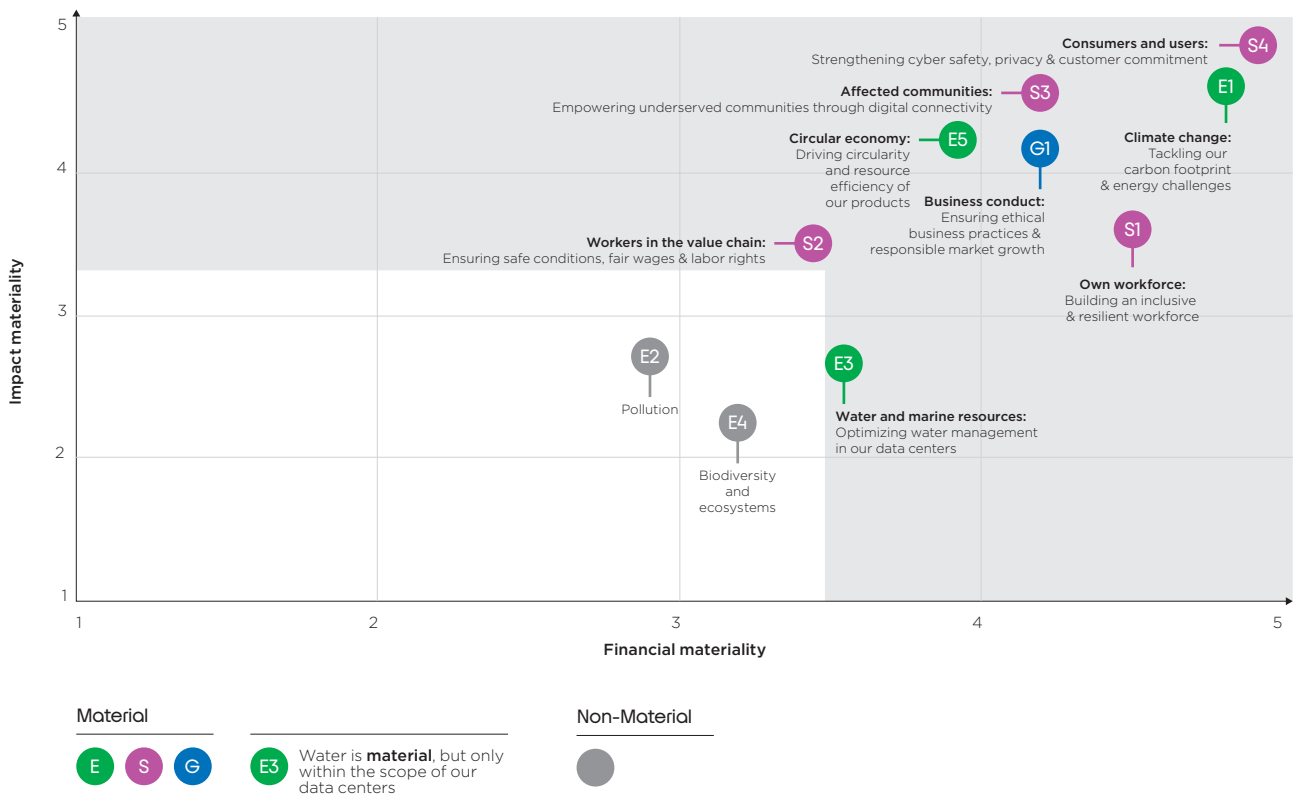 5
Consumers and users:
Strengthening cyber safety, privacy & customer commitment
S4
Affected communities:
Empowering underserved communities through digital connectivity
S3
E1
Circular economy:
Driving circularity
and resource
efficiency of
our products
E5
G1
Climate change:
Tackling our
carbon footprint
& energy challenges
4
Business conduct:
Ensuring ethical
business practices &
responsible market growth
S1
Workers in the value chain:
Ensuring safe conditions, fair wages & labor rights
S2
Own workforce:
Building an inclusive
& resilient workforce
Impact materiality
3
E2
Pollution
E3
Water and marine resources:
Optimizing water management
in our data centers
E4
Biodiversity
and
ecosystems
2
1
1 2 3 4 5
Financial materiality
Material
E S G
E3
Water is material, but only
within the scope of our
data centers
Non-Material